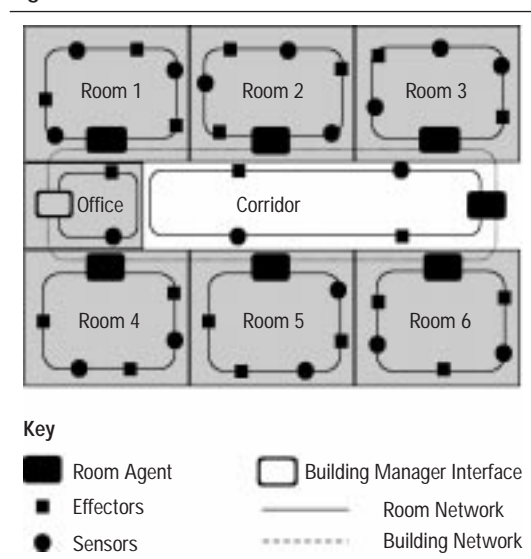 Room 1 Room 2 Room 3
Office Corridor
Room 4 Room 5 Room 6
Key
Room Agent Building Manager Interface
Effectors Room Network
Sensors Building Network